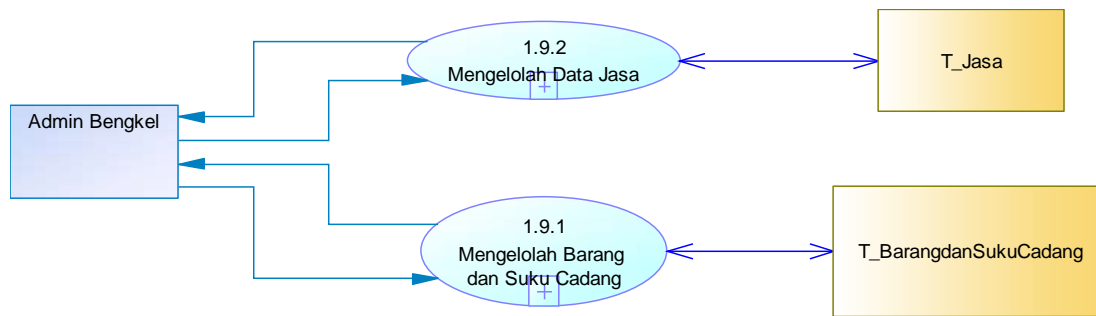 1.9.2
Mengelolah Data Jasa
T_Jasa
Admin Bengkel
1.9.1
Mengelolah Barang
dan Suku Cadang
T_BarangdanSukuCadang